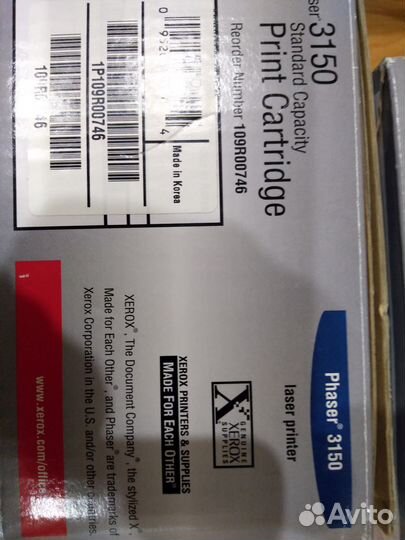 Phaser® 3150
Standard Capacity
Print Cartridge
Reorder Number 109R00746
Made in Korea
1P109R00746
Phaser® 3150
laser printer
GENUINE
XEROX
SUPPLIES
XEROX PRINTERS & SUPPLIES
MADE FOR EACH OTHER®
XEROX®, The Document Company®, the stylized X®,
Made for Each Other®, and Phaser® are trademarks of
Xerox Corporation in the U.S. and/or other countries.
www.xerox.com/office
Avito